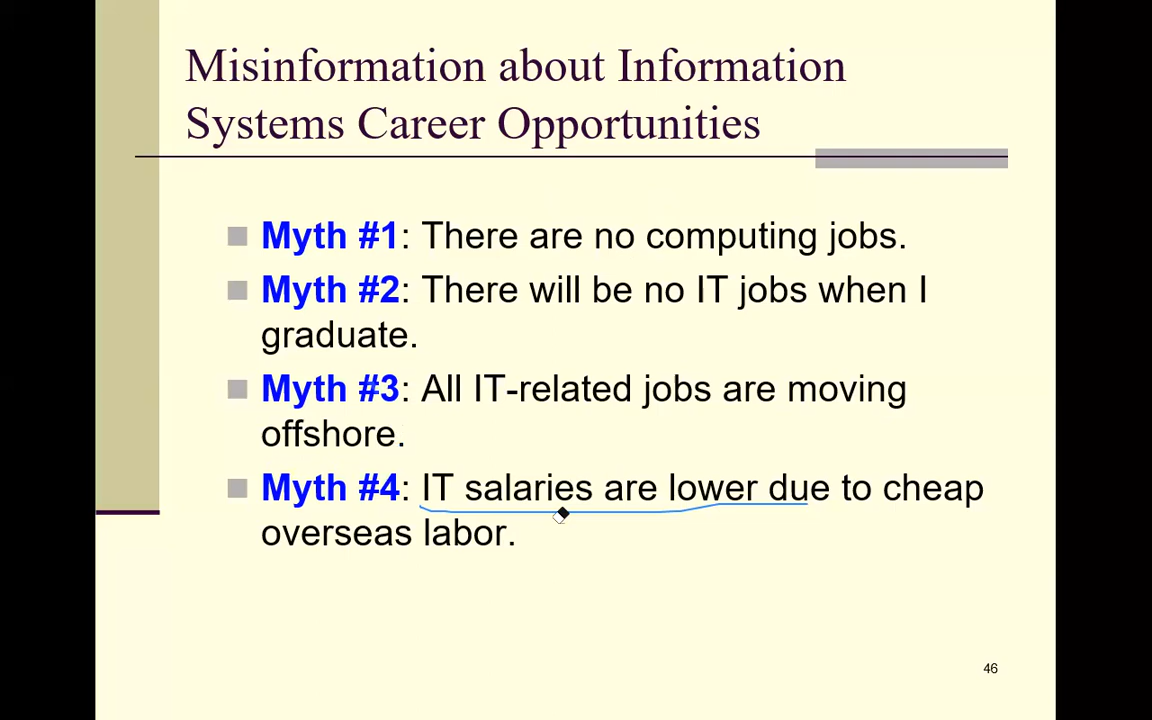 Misinformation about Information
Systems Career Opportunities
Myth #1: There are no computing jobs.
Myth #2: There will be no IT jobs when I
graduate.
Myth #3: All IT-related jobs are moving
offshore.
Myth #4: IT salaries are lower due to cheap
overseas labor.
46